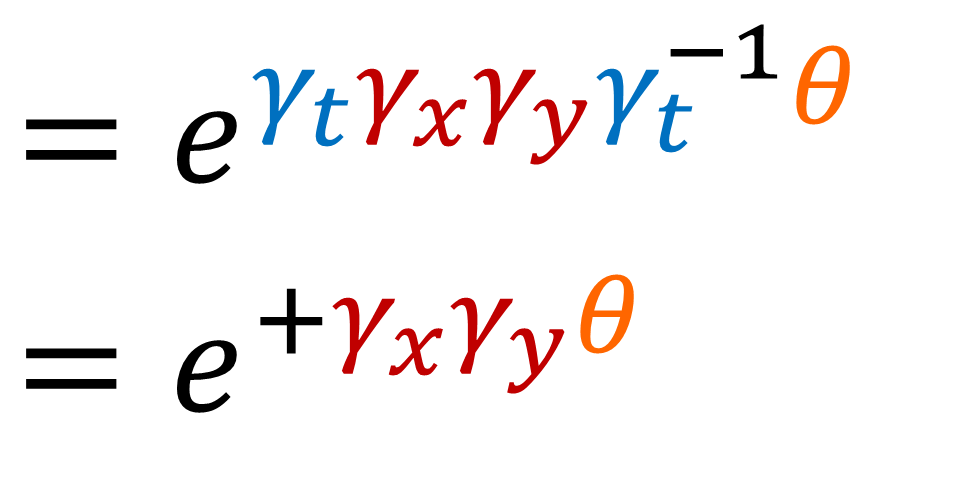 = e^{γ_t γ_x γ_y γ_t^{-1} θ}
= e^{+γ_x γ_y θ}